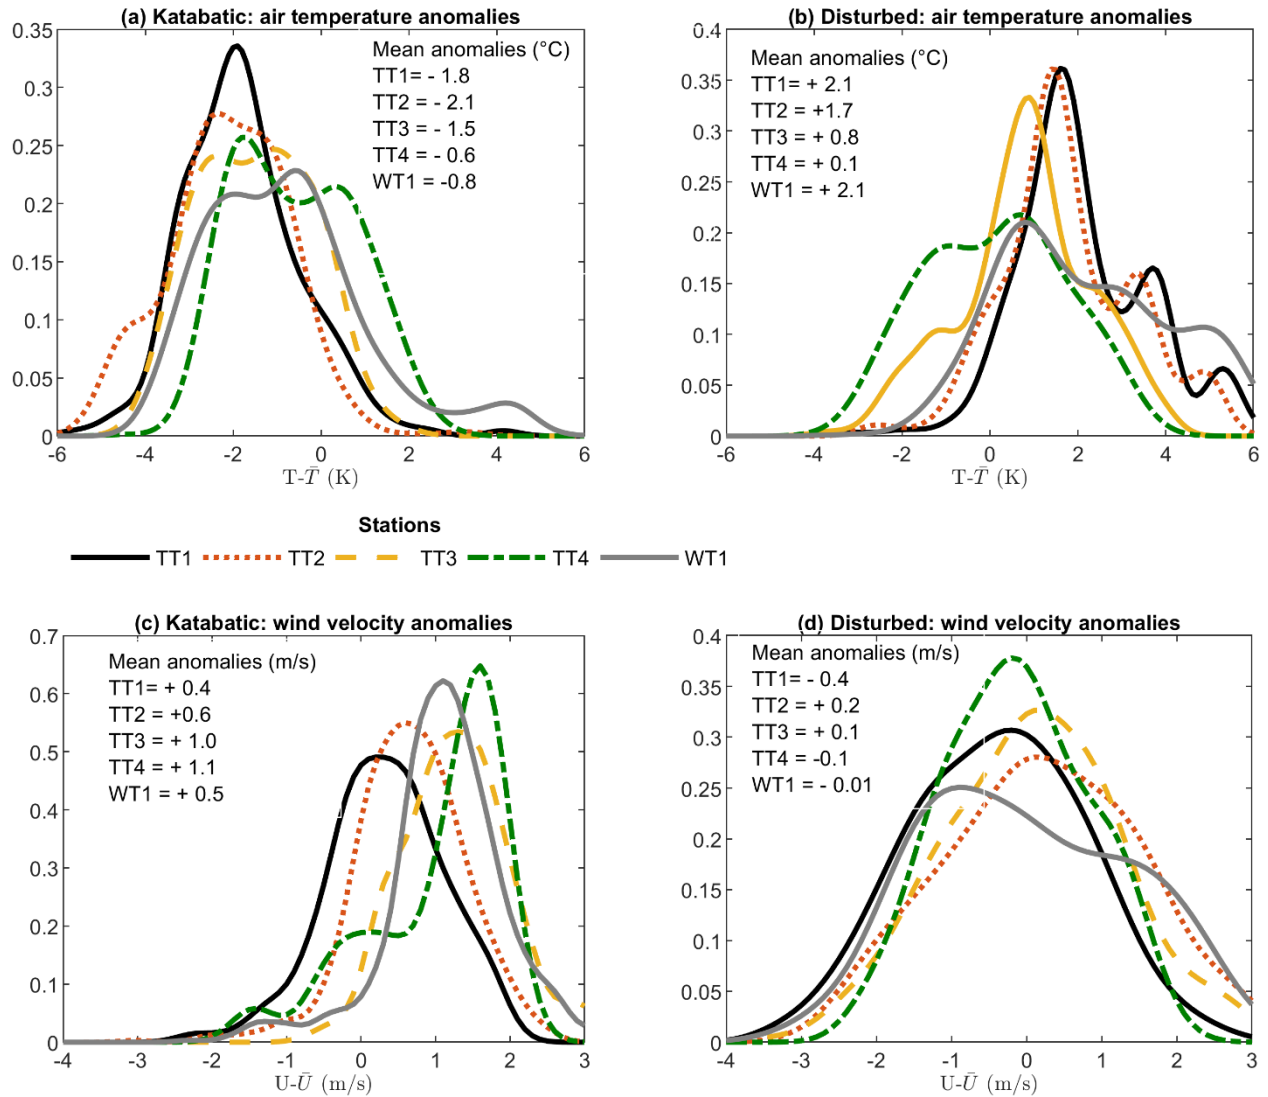 (a) Katabatic: air temperature anomalies
0.35
0.3
0.25
0.2
0.15
0.1
0.05
0
Mean anomalies (°C)
TT1= - 1.8
TT2 = - 2.1
TT3 = - 1.5
TT4 = - 0.6
WT1 = -0.8
-6 -4 -2 0 2 4 6
T-T̄ (K)
(b) Disturbed: air temperature anomalies
0.4
0.35
0.3
0.25
0.2
0.15
0.1
0.05
0
Mean anomalies (°C)
TT1= + 2.1
TT2 = +1.7
TT3 = + 0.8
TT4 = + 0.1
WT1 = + 2.1
-6 -4 -2 0 2 4 6
T-T̄ (K)
Stations
TT1 TT2 TT3 TT4 WT1
(c) Katabatic: wind velocity anomalies
0.7
0.6
0.5
0.4
0.3
0.2
0.1
0
Mean anomalies (m/s)
TT1= + 0.4
TT2 = +0.6
TT3 = + 1.0
TT4 = + 1.1
WT1 = + 0.5
-4 -3 -2 -1 0 1 2 3
U-Ū (m/s)
(d) Disturbed: wind velocity anomalies
0.4
0.35
0.3
0.25
0.2
0.15
0.1
0.05
0
Mean anomalies (m/s)
TT1= - 0.4
TT2 = + 0.2
TT3 = + 0.1
TT4 = -0.1
WT1 = - 0.01
-4 -3 -2 -1 0 1 2 3
U-Ū (m/s)